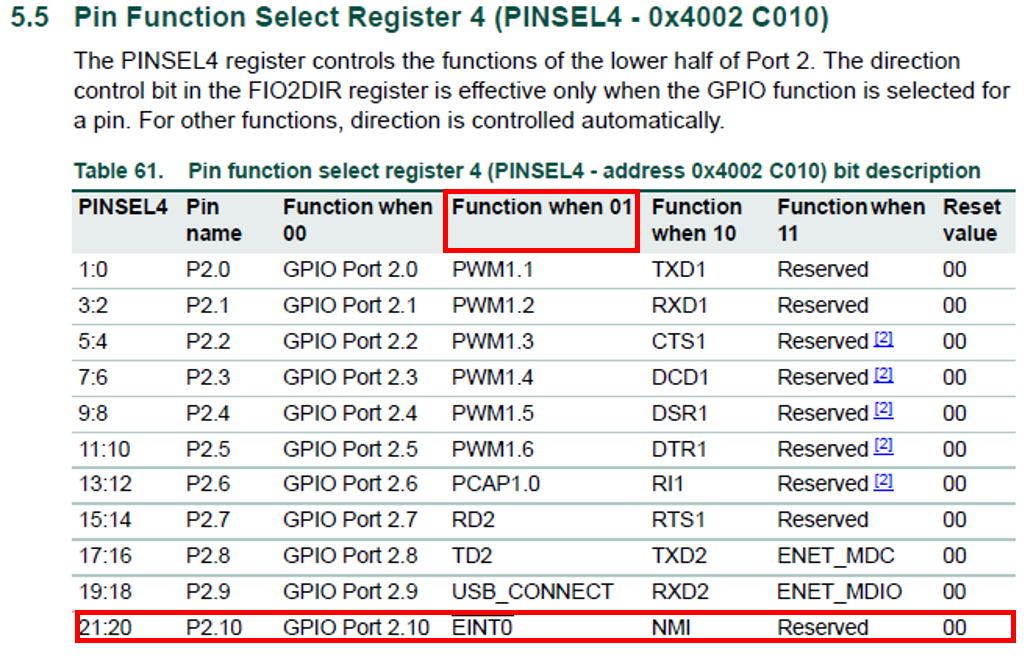 5.5 Pin Function Select Register 4 (PINSEL4 - 0x4002 C010)
The PINSEL4 register controls the functions of the lower half of Port 2. The direction
control bit in the FIO2DIR register is effective only when the GPIO function is selected for
a pin. For other functions, direction is controlled automatically.
Table 61. Pin function select register 4 (PINSEL4 - address 0x4002 C010) bit description
PINSEL4 Pin name Function when 00 Function when 01 Function when 10 Function when 11 Reset value
1:0 P2.0 GPIO Port 2.0 PWM1.1 TXD1 Reserved 00
3:2 P2.1 GPIO Port 2.1 PWM1.2 RXD1 Reserved 00
5:4 P2.2 GPIO Port 2.2 PWM1.3 CTS1 Reserved [2] 00
7:6 P2.3 GPIO Port 2.3 PWM1.4 DCD1 Reserved [2] 00
9:8 P2.4 GPIO Port 2.4 PWM1.5 DSR1 Reserved [2] 00
11:10 P2.5 GPIO Port 2.5 PWM1.6 DTR1 Reserved [2] 00
13:12 P2.6 GPIO Port 2.6 PCAP1.0 RI1 Reserved [2] 00
15:14 P2.7 GPIO Port 2.7 RD2 RTS1 Reserved 00
17:16 P2.8 GPIO Port 2.8 TD2 TXD2 ENET_MDC 00
19:18 P2.9 GPIO Port 2.9 USB_CONNECT RXD2 ENET_MDIO 00
21:20 P2.10 GPIO Port 2.10 EINT0 NMI Reserved 00